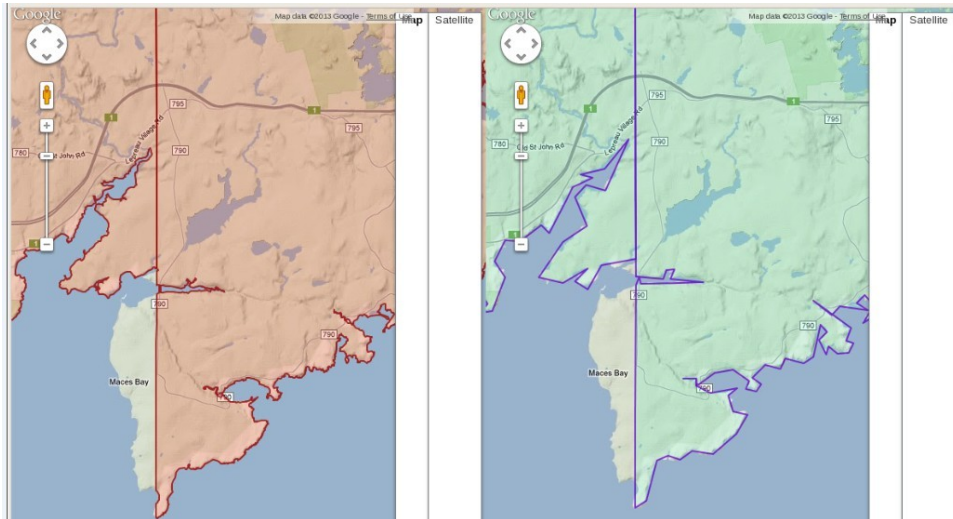 Google
Map data ©2013 Google - Terms of Use
Map
Satellite
1
795
1
795
Lepreau Village Rd
780
Old St John Rd
790
1
790
790
Maces Bay
790
Google
Map data ©2013 Google - Terms of Use
Map
Satellite
795
1
1
795
Lepreau Village Rd
Old St John Rd
790
1
790
790
Maces Bay
790